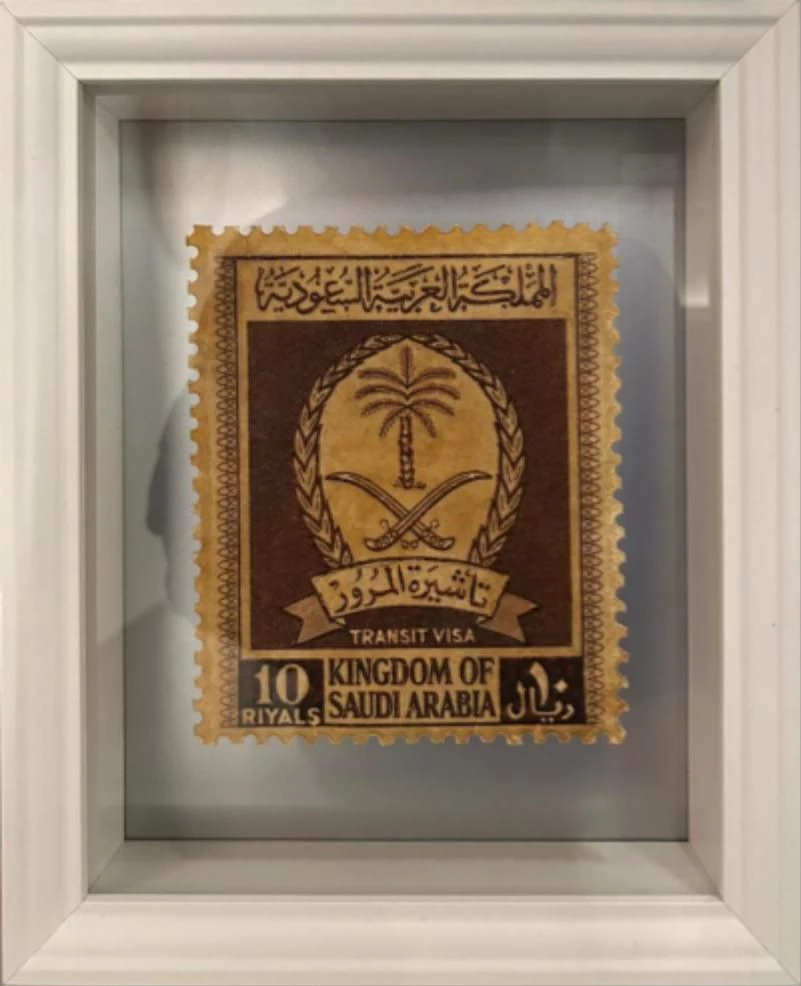 المملكة العربية السعودية
تأشيرة المرور
TRANSIT VISA
10
RIYALS
KINGDOM OF
SAUDI ARABIA
١٠
ريال